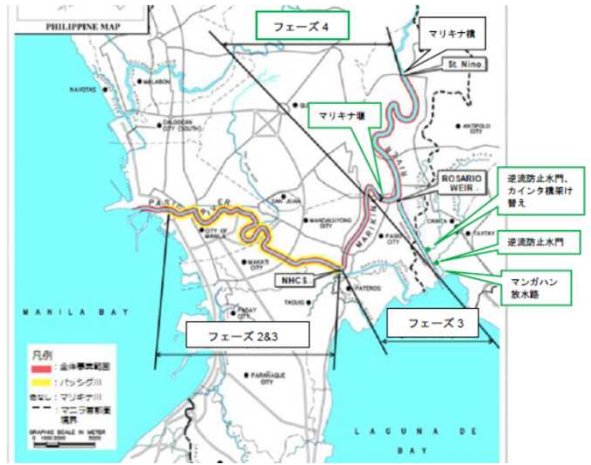 PHILIPPINE MAP
フェーズ 4
マリキナ橋
St. Nino
NAVOTAS
MALABON
CALOOCAN
CITY (SOUTH)
マリキナ堰
ANTIPOLO
CITY
RIVER
ROSARIO
WEIR
逆流防止水門、
カインタ橋架け
替え
PASIG RIVER
SAN JUAN
MANDALUYONG
CITY
MARIKINA
PASIG
CITY
CAINTA
TAYTAY
CITY OF
MANILA
MAKATI
CITY
逆流防止水門
NHCS
PATEROS
TAGUIG
マンガハン
放水路
MANILA BAY
PASAY
CITY
フェーズ 2&3
フェーズ 3
凡例
:全体事業範囲
:パッシグ川
色なし:マリキナ川
:マニラ首都圏
境界
PARAÑAQUE
CITY
GRAPHIC SCALE IN METER
LAGUNA DE
BAY